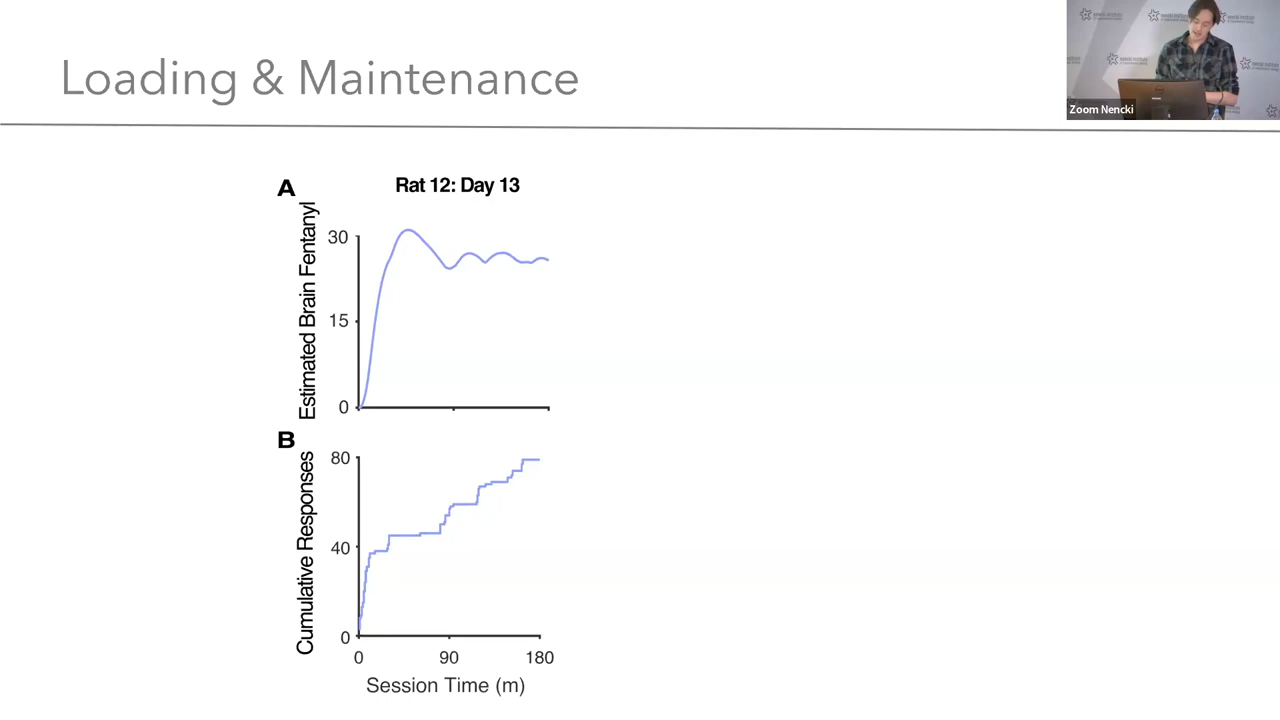 Loading & Maintenance
Zoom Nencki
A
Rat 12: Day 13
Estimated Brain Fentanyl
30
15
0
B
Cumulative Responses
80
40
0
0 90 180
Session Time (m)